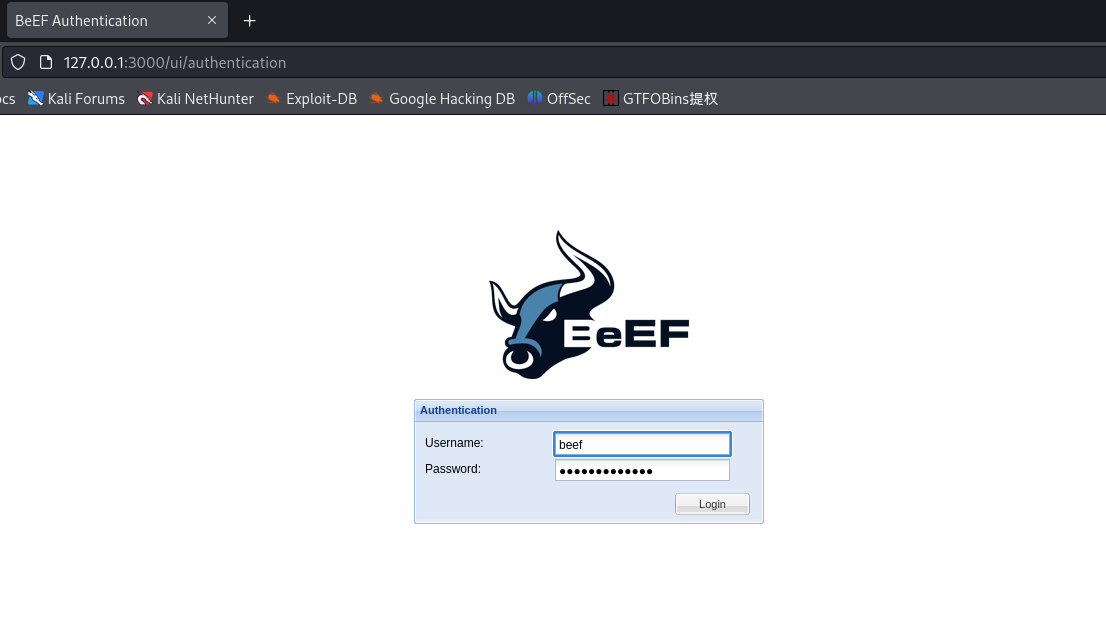 BeEF Authentication
127.0.0.1:3000/ui/authentication
ocs Kali Forums Kali NetHunter Exploit-DB Google Hacking DB OffSec GTFOBins提权
BeEF
Authentication
Username: beef
Password: ●●●●●●●●●●●●●
Login